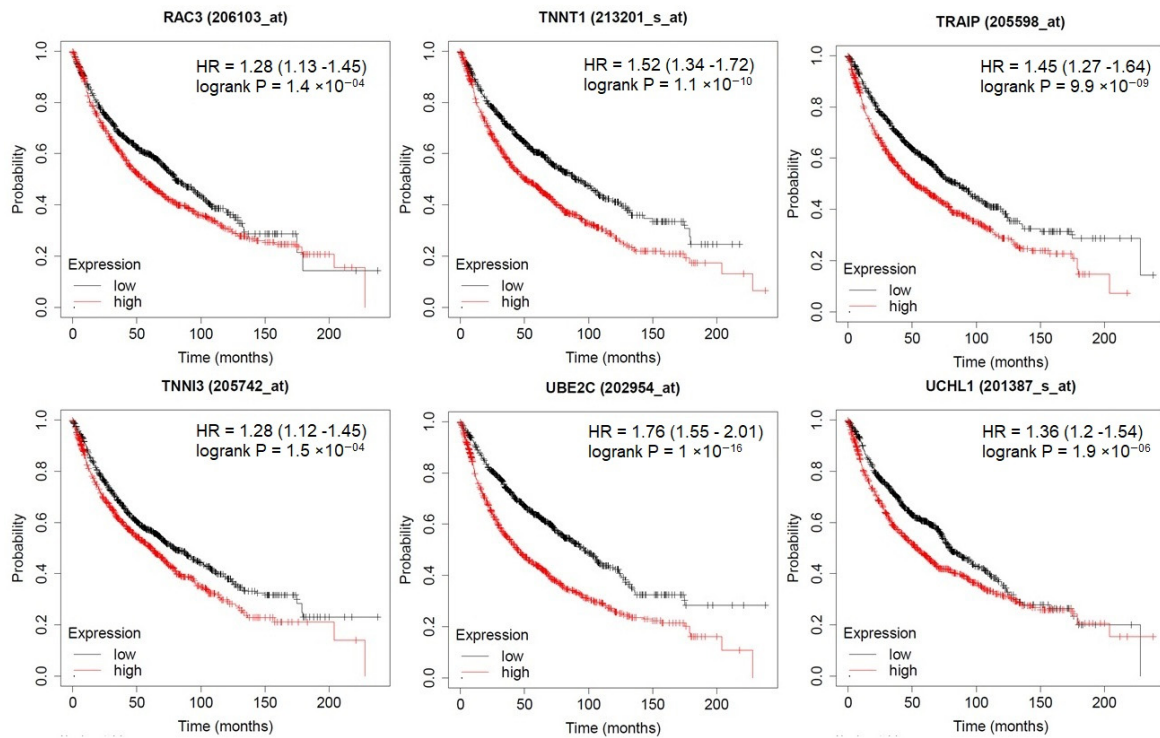 RAC3 (206103_at)
HR = 1.28 (1.13 -1.45)
logrank P = 1.4 ×10⁻⁰⁴
Probability
1.0
0.8
0.6
0.4
0.2
0.0
Expression
low
high
0 50 100 150 200
Time (months)
TNNT1 (213201_s_at)
HR = 1.52 (1.34 -1.72)
logrank P = 1.1 ×10⁻¹⁰
Probability
1.0
0.8
0.6
0.4
0.2
0.0
Expression
low
high
0 50 100 150 200
Time (months)
TRAIP (205598_at)
HR = 1.45 (1.27 -1.64)
logrank P = 9.9 ×10⁻⁰⁹
Probability
1.0
0.8
0.6
0.4
0.2
0.0
Expression
low
high
0 50 100 150 200
Time (months)
TNNI3 (205742_at)
HR = 1.28 (1.12 -1.45)
logrank P = 1.5 ×10⁻⁰⁴
Probability
1.0
0.8
0.6
0.4
0.2
0.0
Expression
low
high
0 50 100 150 200
Time (months)
UBE2C (202954_at)
HR = 1.76 (1.55 - 2.01)
logrank P = 1 ×10⁻¹⁶
Probability
1.0
0.8
0.6
0.4
0.2
0.0
Expression
low
high
0 50 100 150 200
Time (months)
UCHL1 (201387_s_at)
HR = 1.36 (1.2 -1.54)
logrank P = 1.9 ×10⁻⁰⁶
Probability
1.0
0.8
0.6
0.4
0.2
0.0
Expression
low
high
0 50 100 150 200
Time (months)